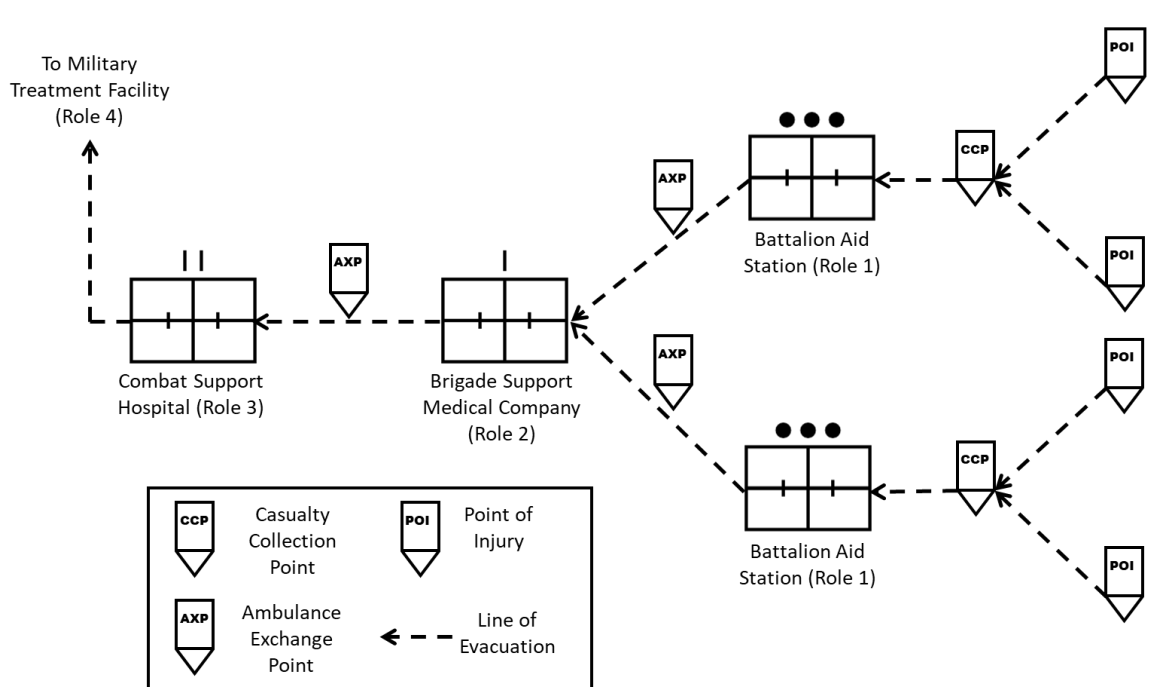 To Military
Treatment Facility
(Role 4)
AXP
Combat Support
Hospital (Role 3)
Brigade Support
Medical Company
(Role 2)
AXP
AXP
Battalion Aid
Station (Role 1)
CCP
POI
POI
Battalion Aid
Station (Role 1)
CCP
POI
POI
CCP
Casualty
Collection
Point
POI
Point of
Injury
AXP
Ambulance
Exchange
Point
Line of
Evacuation